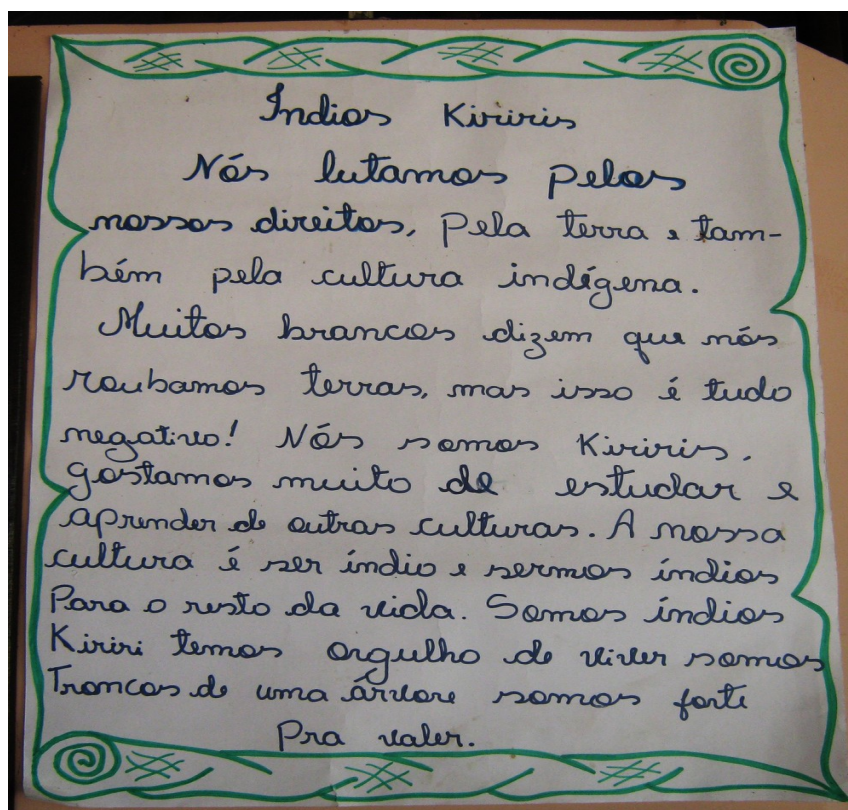 Índios Kiriris
Nós lutamos pelos
nossos direitos, Pela terra e tam-
bém pela cultura indígena.
Muitos brancos dizem que nós
roubamos terras, mas isso é tudo
negativo! Nós somos Kiriris,
gostamos muito de estudar e
aprender de outras culturas. A nossa
cultura é ser índio e sermos índios
Para o resto da vida. Somos índios
Kiriri temos orgulho de viver somos
Troncos de uma árvore somos forte
Pra valer.